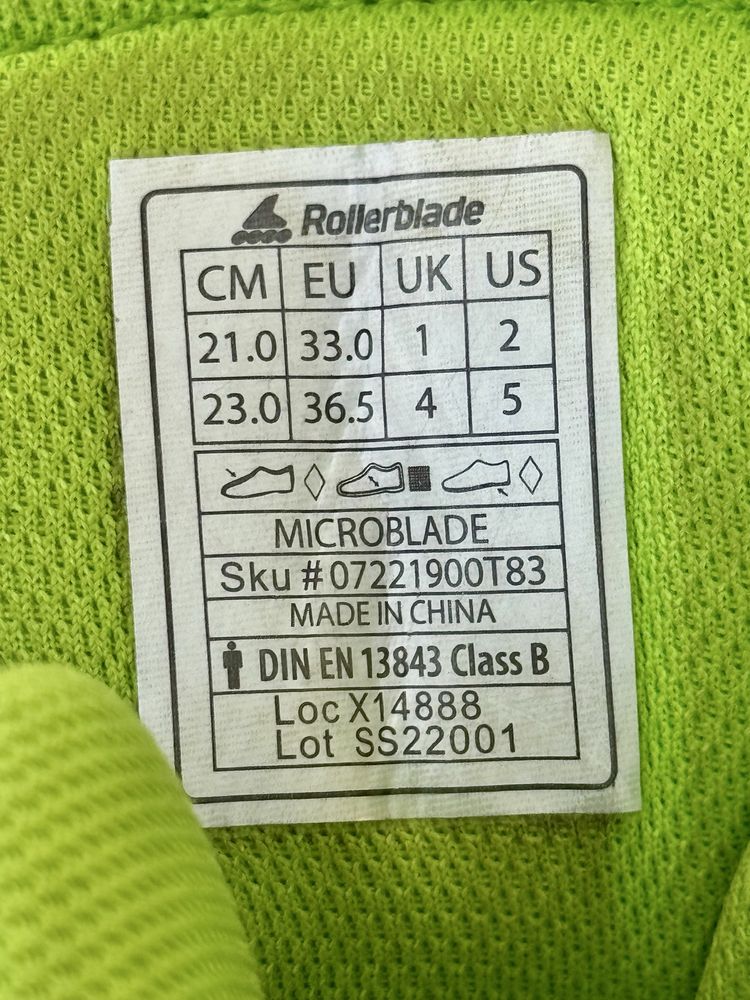 Rollerblade
CM EU UK US
21.0 33.0 1 2
23.0 36.5 4 5
MICROBLADE
Sku # 07221900T83
MADE IN CHINA
DIN EN 13843 Class B
Loc X14888
Lot SS22001